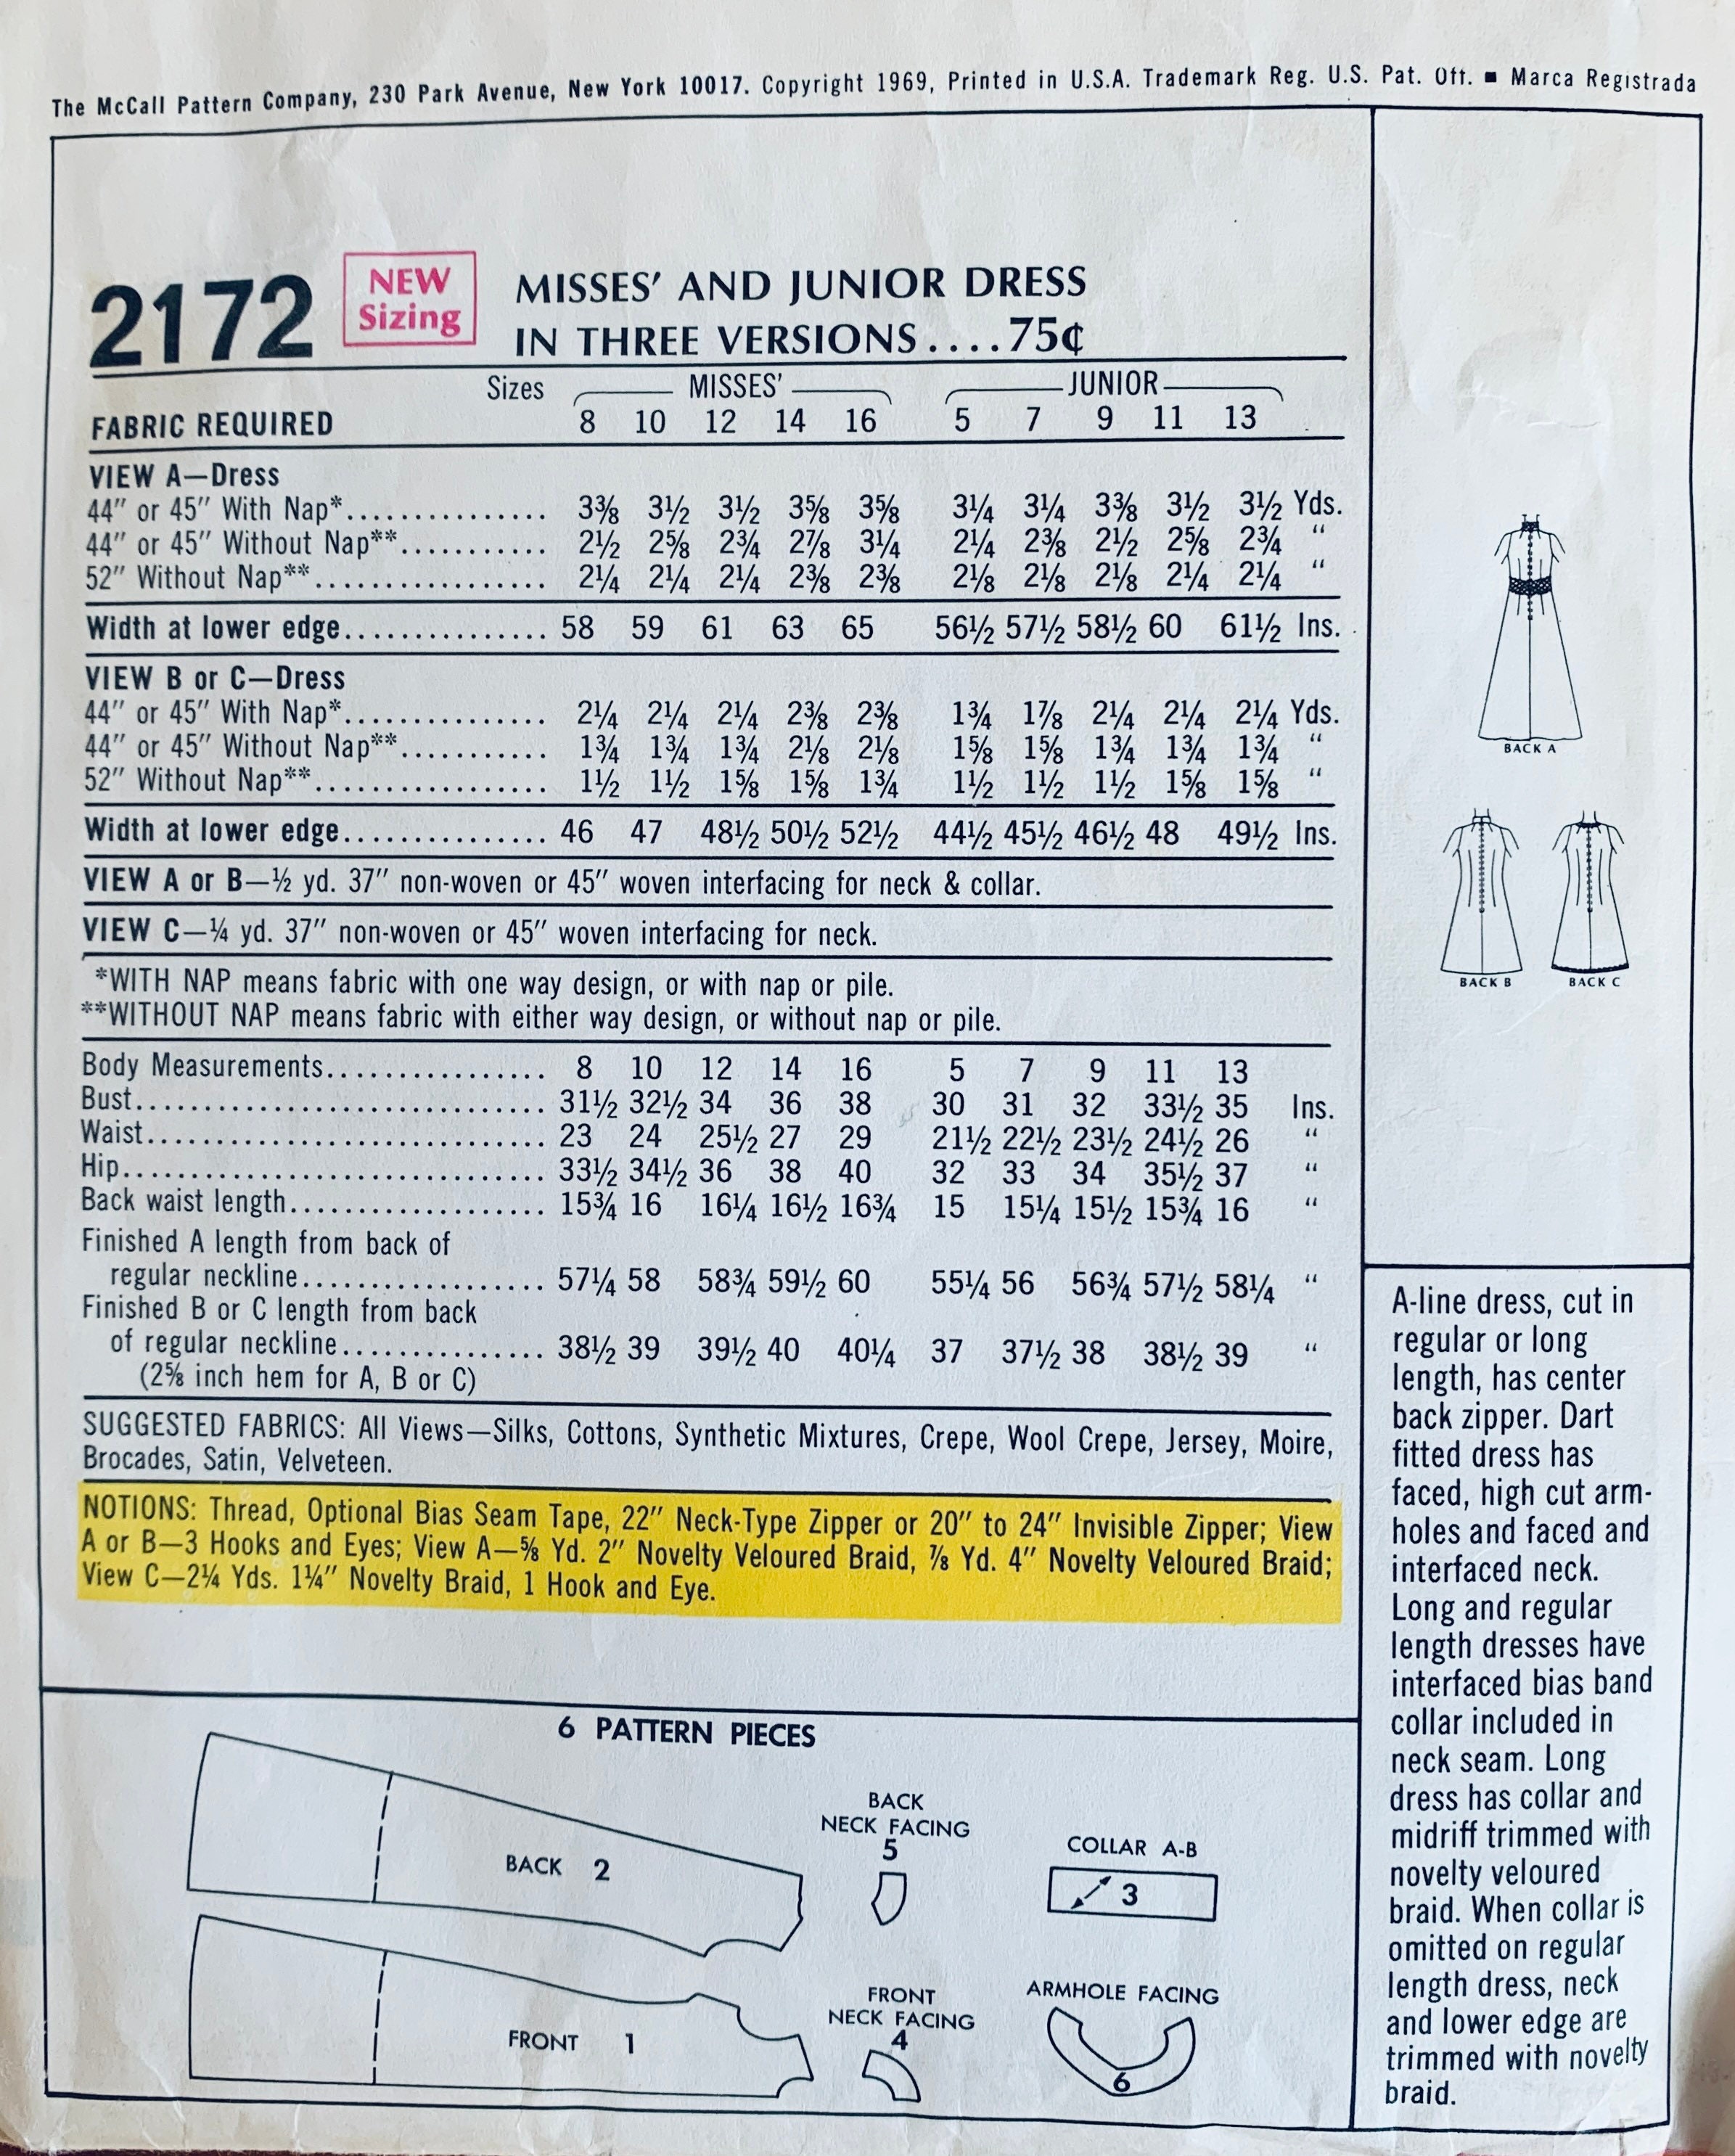 The McCall Pattern Company, 230 Park Avenue, New York 10017. Copyright 1969, Printed in U.S.A. Trademark Reg. U.S. Pat. Off. ■ Marca Registrada
2172
NEW
Sizing
MISSES' AND JUNIOR DRESS
IN THREE VERSIONS....75¢
Sizes MISSES' JUNIOR
FABRIC REQUIRED 8 10 12 14 16 5 7 9 11 13
VIEW A—Dress
44" or 45" With Nap*............... 3⅜ 3½ 3½ 3⅝ 3⅝ 3¼ 3¼ 3⅜ 3½ 3½ Yds.
44" or 45" Without Nap**........... 2½ 2⅝ 2¾ 2⅞ 3¼ 2¼ 2⅜ 2½ 2⅝ 2¾ "
52" Without Nap**................. 2¼ 2¼ 2¼ 2⅜ 2⅜ 2⅛ 2⅛ 2⅛ 2¼ 2¼ "
Width at lower edge............... 58 59 61 63 65 56½ 57½ 58½ 60 61½ Ins.
VIEW B or C—Dress
44" or 45" With Nap*............... 2¼ 2¼ 2¼ 2⅜ 2⅜ 1¾ 1⅞ 2¼ 2¼ 2¼ Yds.
44" or 45" Without Nap**........... 1¾ 1¾ 1¾ 2⅛ 2⅛ 1⅝ 1⅝ 1¾ 1¾ 1¾ "
52" Without Nap**................. 1½ 1½ 1⅝ 1⅝ 1¾ 1½ 1½ 1½ 1⅝ 1⅝ "
Width at lower edge............... 46 47 48½ 50½ 52½ 44½ 45½ 46½ 48 49½ Ins.
VIEW A or B—½ yd. 37" non-woven or 45" woven interfacing for neck & collar.
VIEW C—¼ yd. 37" non-woven or 45" woven interfacing for neck.
*WITH NAP means fabric with one way design, or with nap or pile.
**WITHOUT NAP means fabric with either way design, or without nap or pile.
Body Measurements................ 8 10 12 14 16 5 7 9 11 13
Bust.............................. 31½ 32½ 34 36 38 30 31 32 33½ 35 Ins.
Waist............................. 23 24 25½ 27 29 21½ 22½ 23½ 24½ 26 "
Hip............................... 33½ 34½ 36 38 40 32 33 34 35½ 37 "
Back waist length................... 15¾ 16 16¼ 16½ 16¾ 15 15¼ 15½ 15¾ 16 "
Finished A length from back of
regular neckline.................. 57¼ 58 58¾ 59½ 60 55¼ 56 56¾ 57½ 58¼ "
Finished B or C length from back
of regular neckline............... 38½ 39 39½ 40 40¼ 37 37½ 38 38½ 39 "
(2⅝ inch hem for A, B or C)
SUGGESTED FABRICS: All Views—Silks, Cottons, Synthetic Mixtures, Crepe, Wool Crepe, Jersey, Moire,
Brocades, Satin, Velveteen.
NOTIONS: Thread, Optional Bias Seam Tape, 22" Neck-Type Zipper or 20" to 24" Invisible Zipper; View
A or B—3 Hooks and Eyes; View A—⅝ Yd. 2" Novelty Veloured Braid, ⅞ Yd. 4" Novelty Veloured Braid;
View C—2¼ Yds. 1¼" Novelty Braid, 1 Hook and Eye.
6 PATTERN PIECES
BACK 2
BACK
NECK FACING
5
COLLAR A-B
3
FRONT 1
FRONT
NECK FACING
4
ARMHOLE FACING
6
BACK A
BACK B
BACK C
A-line dress, cut in
regular or long
length, has center
back zipper. Dart
fitted dress has
faced, high cut arm-
holes and faced and
interfaced neck.
Long and regular
length dresses have
interfaced bias band
collar included in
neck seam. Long
dress has collar and
midriff trimmed with
novelty veloured
braid. When collar is
omitted on regular
length dress, neck
and lower edge are
trimmed with novelty
braid.